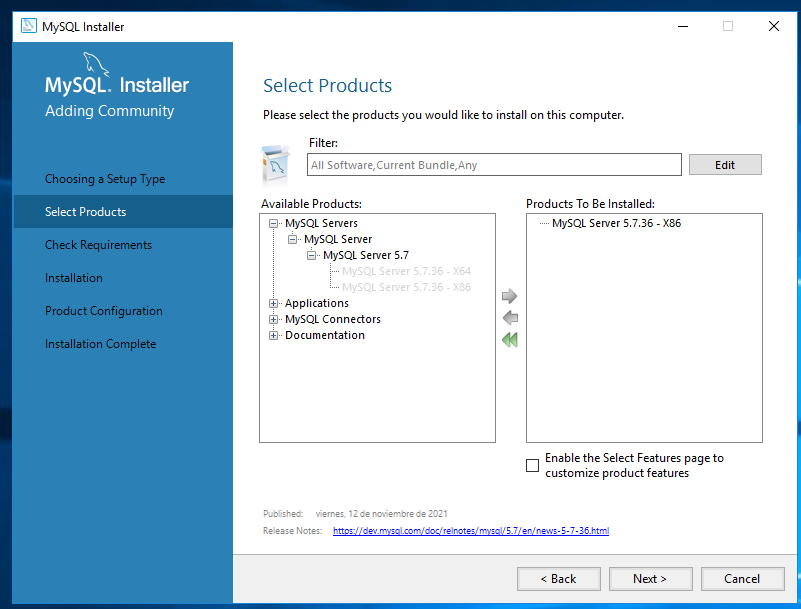 MySQL Installer
MySQL. Installer
Adding Community
Choosing a Setup Type
Select Products
Check Requirements
Installation
Product Configuration
Installation Complete
Select Products
Please select the products you would like to install on this computer.
Filter:
All Software,Current Bundle,Any
Edit
Available Products:
MySQL Servers
MySQL Server
MySQL Server 5.7
MySQL Server 5.7.36 - X64
MySQL Server 5.7.36 - X86
Applications
MySQL Connectors
Documentation
Products To Be Installed:
MySQL Server 5.7.36 - X86
Enable the Select Features page to
customize product features
Published: viernes, 12 de noviembre de 2021
Release Notes: https://dev.mysql.com/doc/relnotes/mysql/5.7/en/news-5-7-36.html
< Back
Next >
Cancel